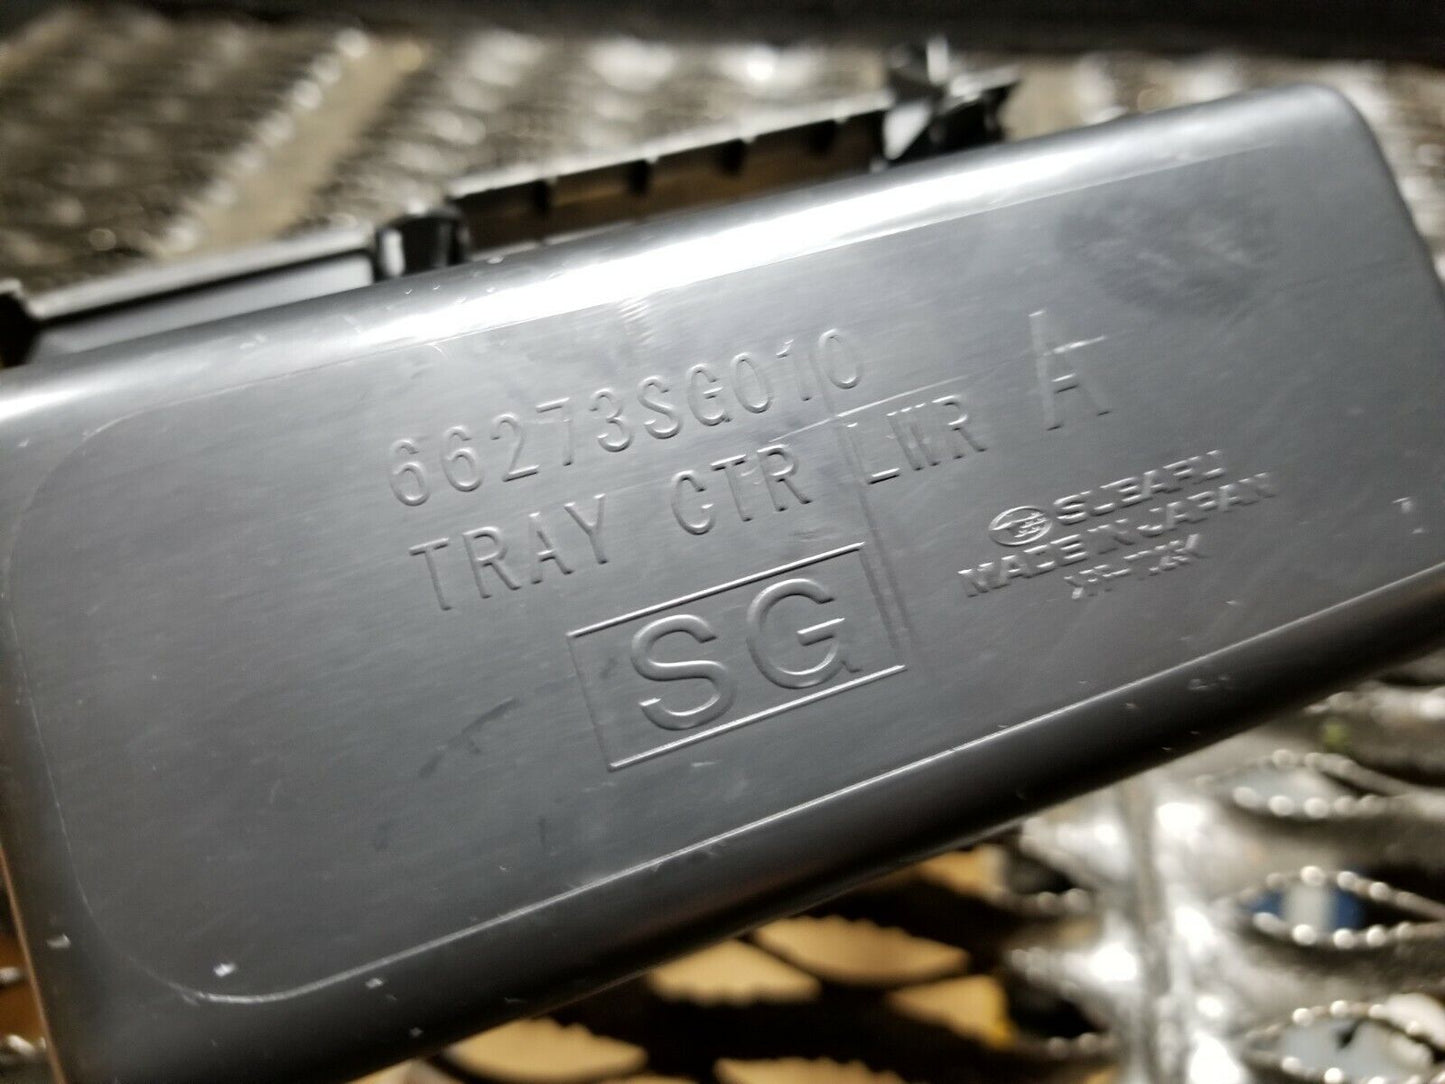 66273SG010
TRAY CTR LWR A
SG
SUBARU
MADE IN JAPAN